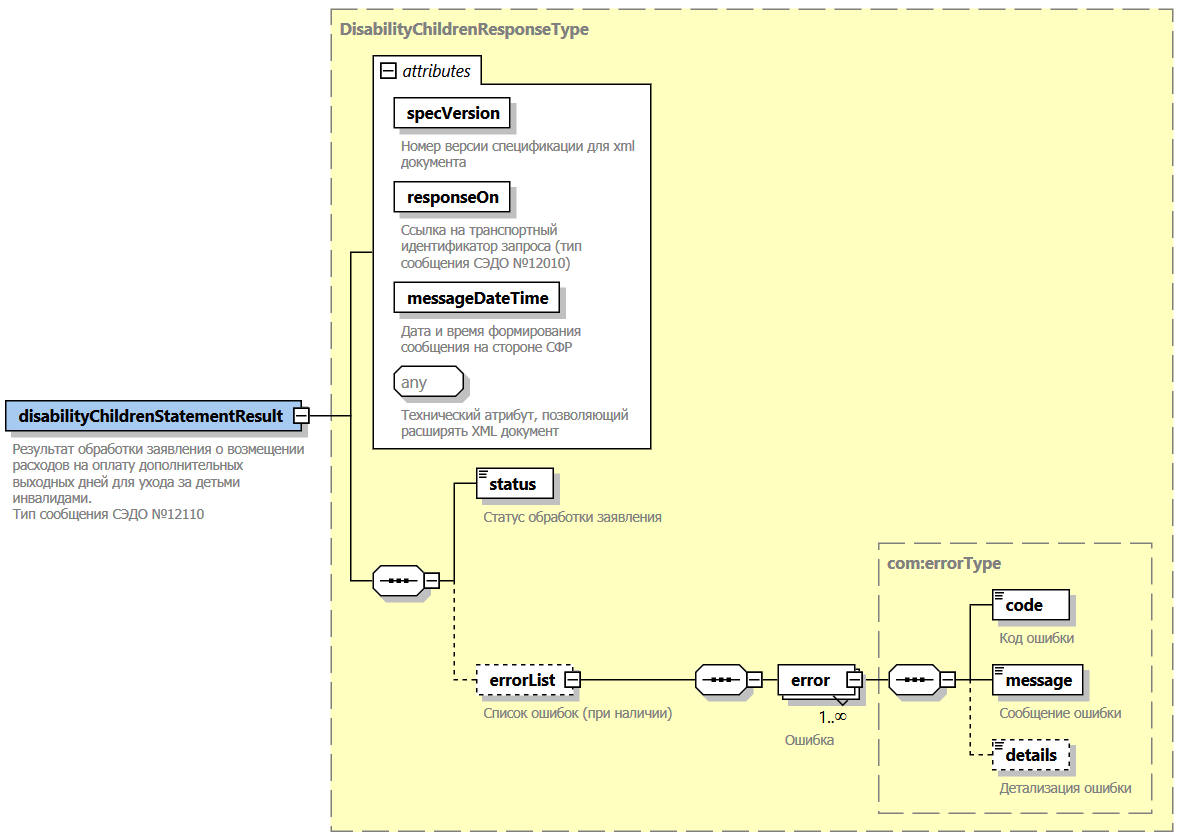 DisabilityChildrenResponseType
attributes
specVersion
Номер версии спецификации для xml
документа
responseOn
Ссылка на транспортный
идентификатор запроса (тип
сообщения СЭДО №12010)
messageDateTime
Дата и время формирования
сообщения на стороне СФР
any
Технический атрибут, позволяющий
расширять XML документ
disabilityChildrenStatementResult
Результат обработки заявления о возмещении
расходов на оплату дополнительных
выходных дней для ухода за детьми
инвалидами.
Тип сообщения СЭДО №12110
status
Статус обработки заявления
errorList
Список ошибок (при наличии)
error
1..∞
Ошибка
com:errorType
code
Код ошибки
message
Сообщение ошибки
details
Детализация ошибки